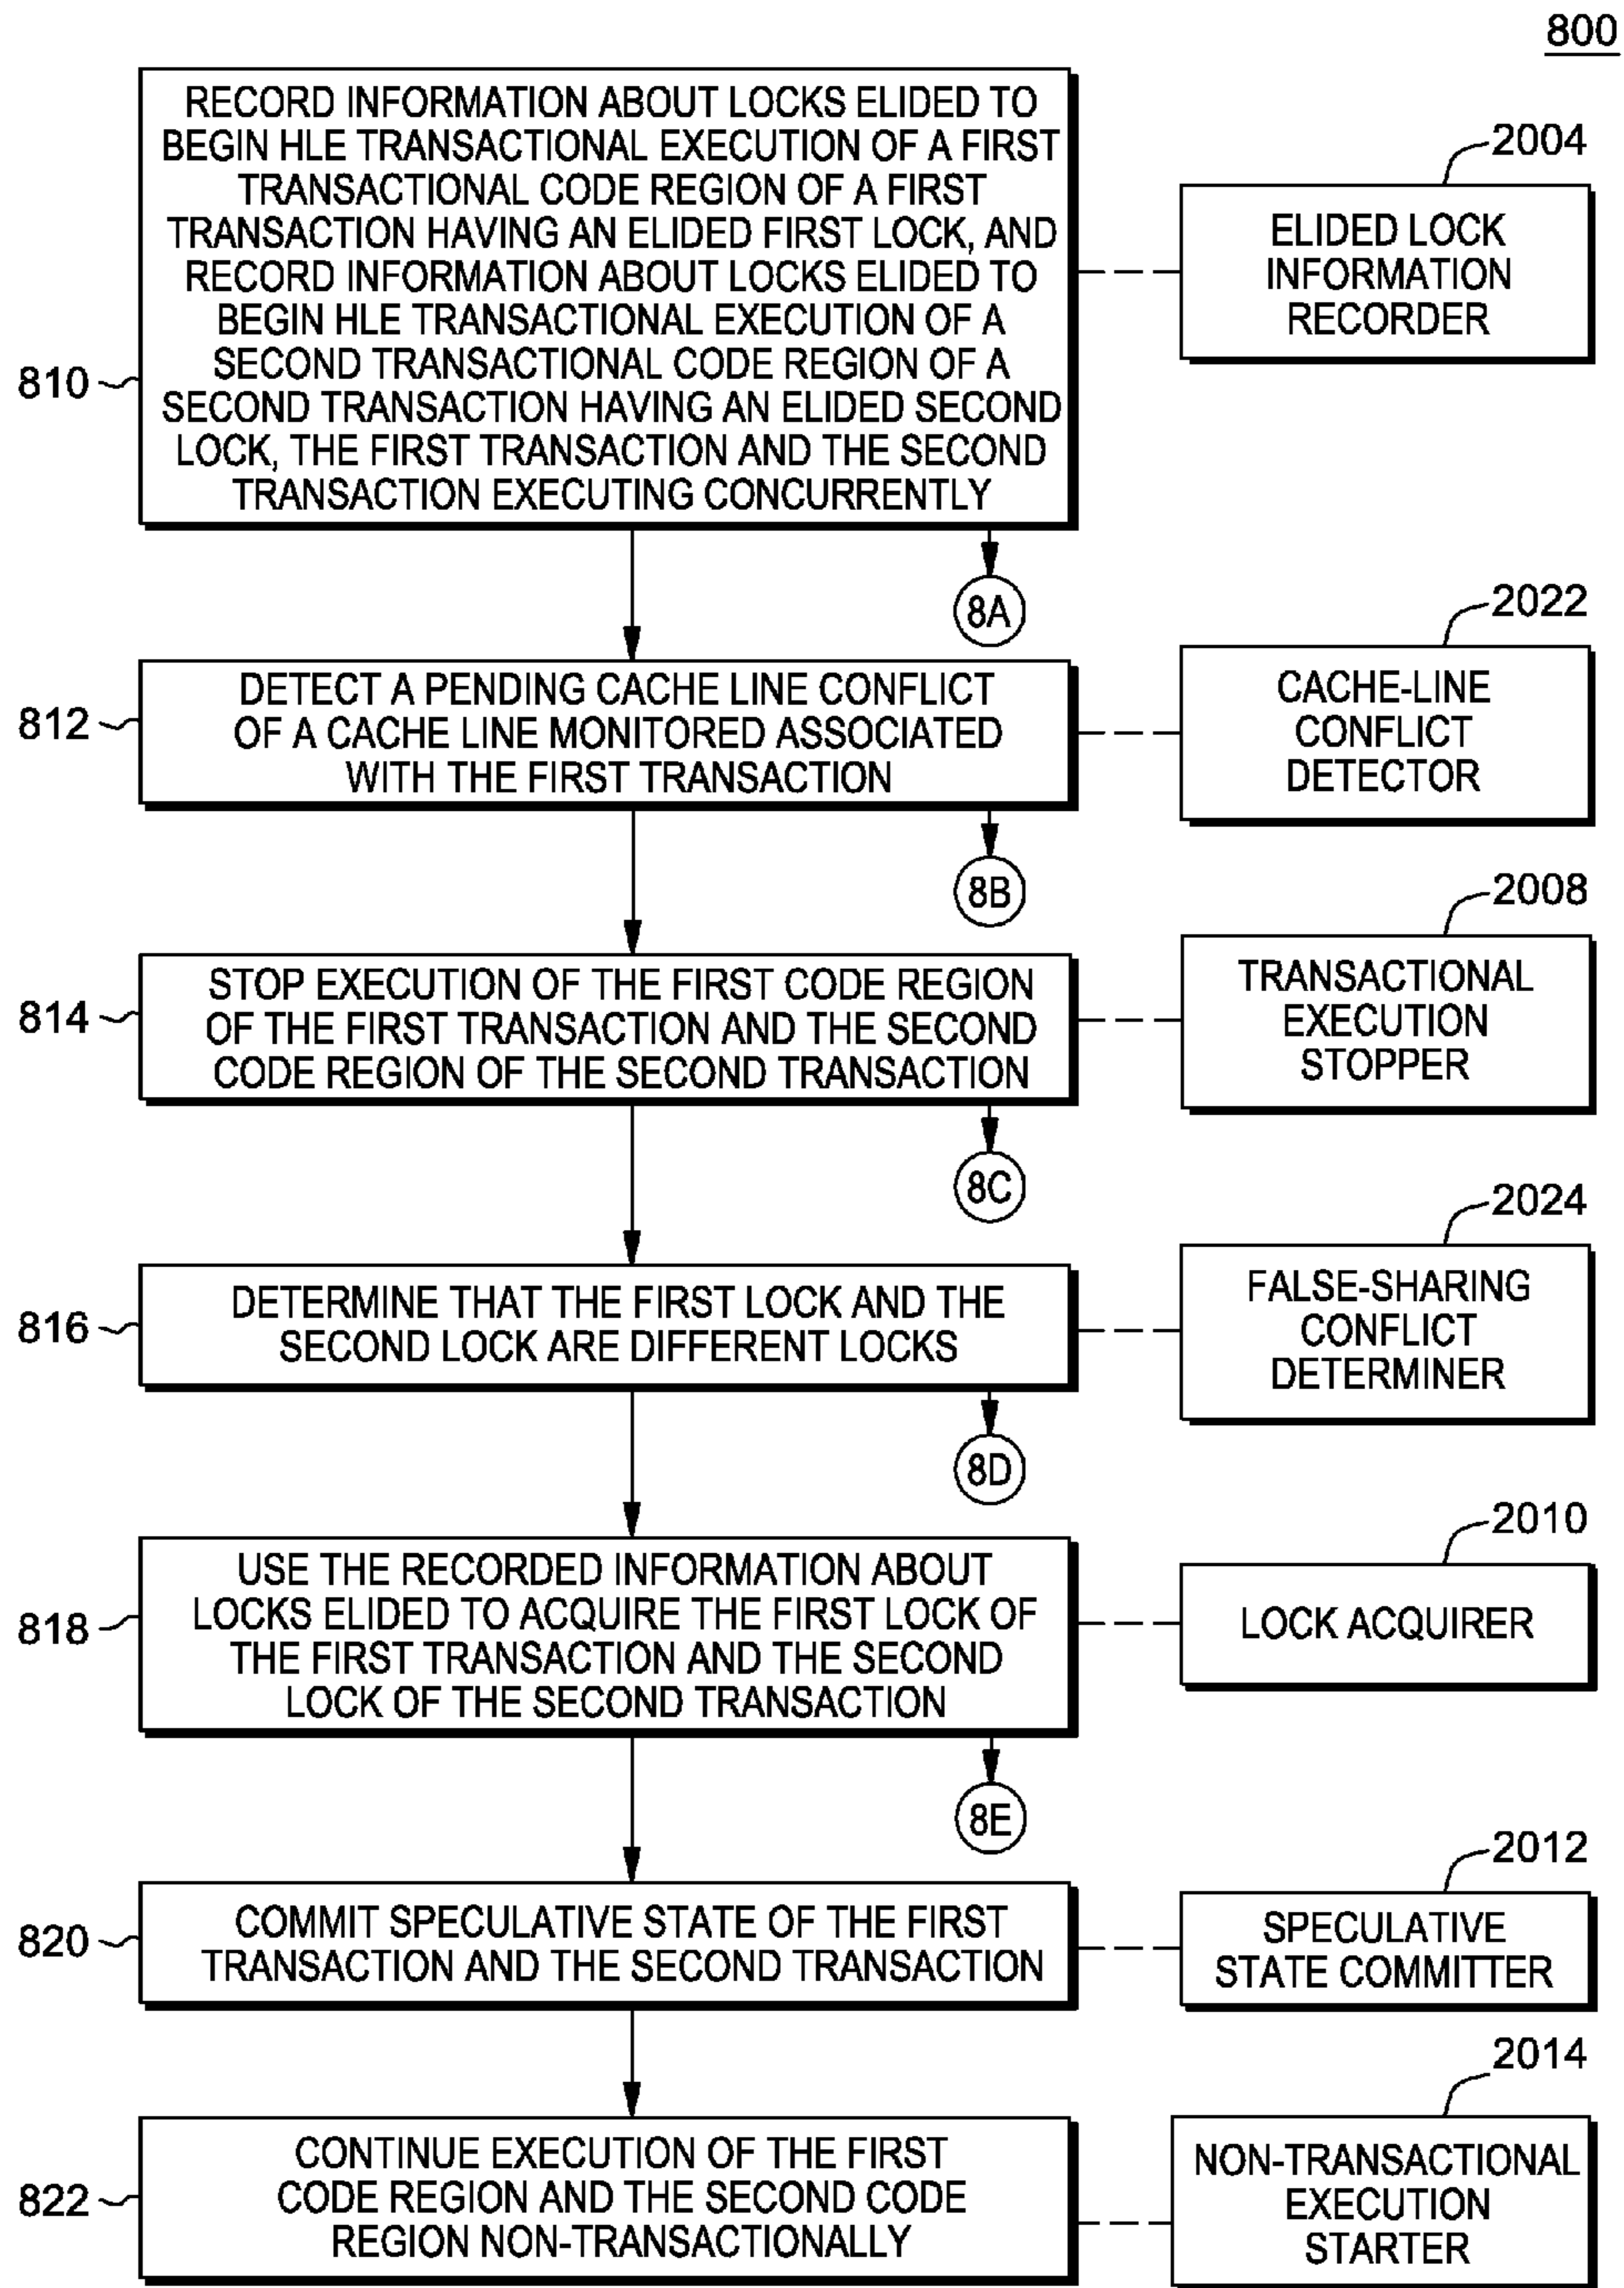 800
RECORD INFORMATION ABOUT LOCKS ELIDED TO
BEGIN HLE TRANSACTIONAL EXECUTION OF A FIRST
TRANSACTIONAL CODE REGION OF A FIRST
TRANSACTION HAVING AN ELIDED FIRST LOCK, AND
RECORD INFORMATION ABOUT LOCKS ELIDED TO
BEGIN HLE TRANSACTIONAL EXECUTION OF A
SECOND TRANSACTIONAL CODE REGION OF A
SECOND TRANSACTION HAVING AN ELIDED SECOND
LOCK, THE FIRST TRANSACTION AND THE SECOND
TRANSACTION EXECUTING CONCURRENTLY
810
2004
ELIDED LOCK
INFORMATION
RECORDER
8A
812
DETECT A PENDING CACHE LINE CONFLICT
OF A CACHE LINE MONITORED ASSOCIATED
WITH THE FIRST TRANSACTION
2022
CACHE-LINE
CONFLICT
DETECTOR
8B
814
STOP EXECUTION OF THE FIRST CODE REGION
OF THE FIRST TRANSACTION AND THE SECOND
CODE REGION OF THE SECOND TRANSACTION
2008
TRANSACTIONAL
EXECUTION
STOPPER
8C
816
DETERMINE THAT THE FIRST LOCK AND THE
SECOND LOCK ARE DIFFERENT LOCKS
2024
FALSE-SHARING
CONFLICT
DETERMINER
8D
818
USE THE RECORDED INFORMATION ABOUT
LOCKS ELIDED TO ACQUIRE THE FIRST LOCK OF
THE FIRST TRANSACTION AND THE SECOND
LOCK OF THE SECOND TRANSACTION
2010
LOCK ACQUIRER
8E
820
COMMIT SPECULATIVE STATE OF THE FIRST
TRANSACTION AND THE SECOND TRANSACTION
2012
SPECULATIVE
STATE COMMITTER
822
CONTINUE EXECUTION OF THE FIRST
CODE REGION AND THE SECOND CODE
REGION NON-TRANSACTIONALLY
2014
NON-TRANSACTIONAL
EXECUTION
STARTER